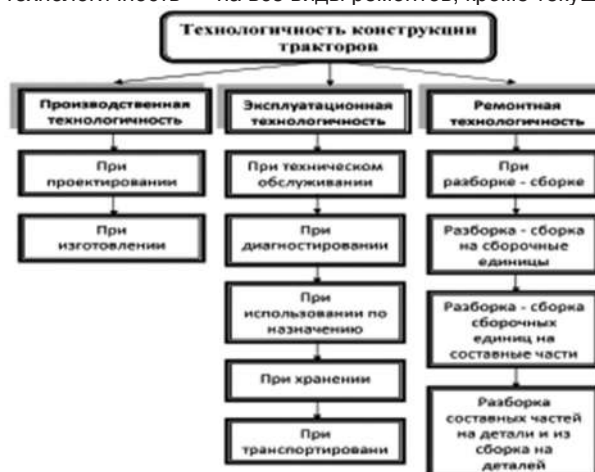 технологичность — на все виды ремонтов, кроме текущ
Технологичность конструкции
тракторов
Производственная
технологичность
При
проектировании
При
изготовлении
Эксплуатационная
технологичность
При техническом
обслуживании
При
диагностировании
При
использовании по
назначению
При хранении
При
транспортировани
Ремонтная
технологичность
При
разборке - сборке
Разборка - сборка
на сборочные
единицы
Разборка - сборка
сборочных
единиц на
составные части
Разборка
составных частей
на детали и из
сборка на
деталей